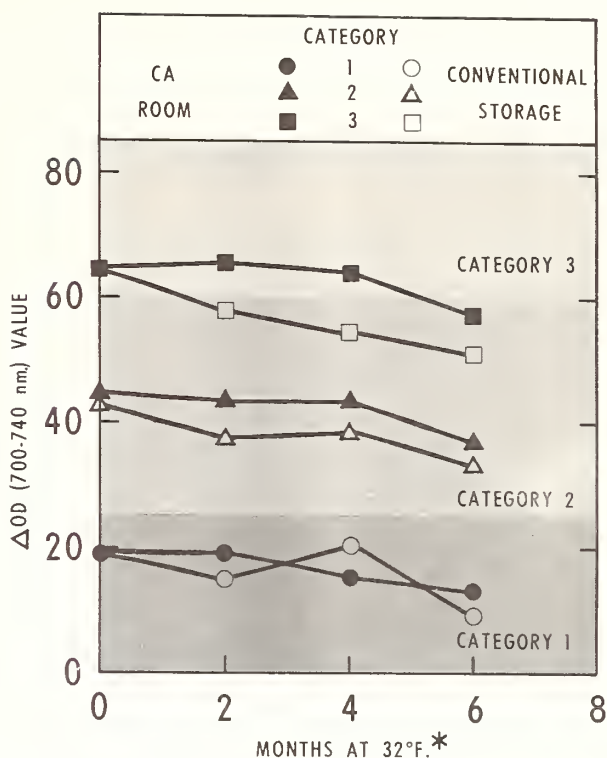 CATEGORY
CA ROOM
● 1 ○
▲ 2 △
■ 3 □
CONVENTIONAL STORAGE
80
60
40
20
0
ΔOD (700-740 nm.) VALUE
CATEGORY 3
CATEGORY 2
CATEGORY 1
0 2 4 6 8
MONTHS AT 32°F.*